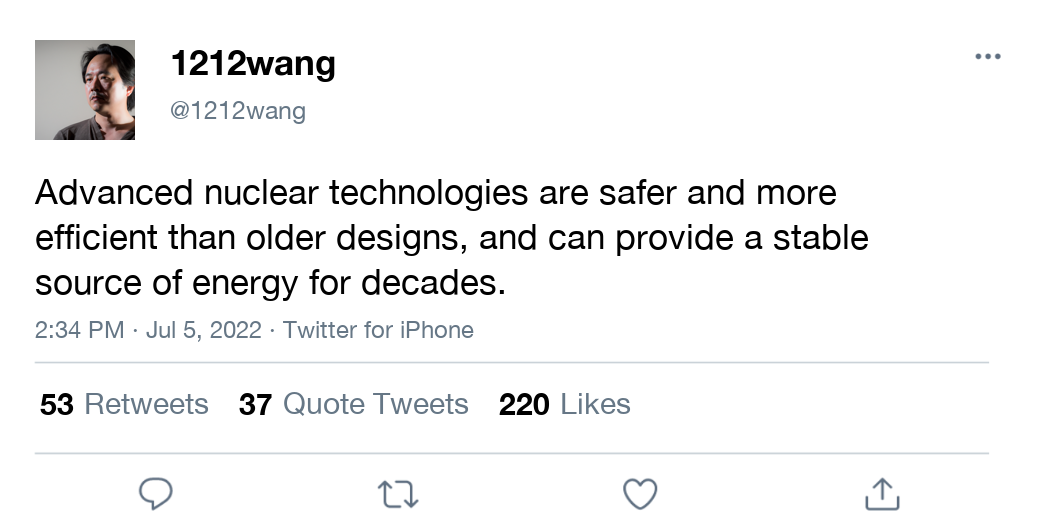 1212wang
@1212wang
Advanced nuclear technologies are safer and more
efficient than older designs, and can provide a stable
source of energy for decades.
2:34 PM · Jul 5, 2022 · Twitter for iPhone
53 Retweets 37 Quote Tweets 220 Likes